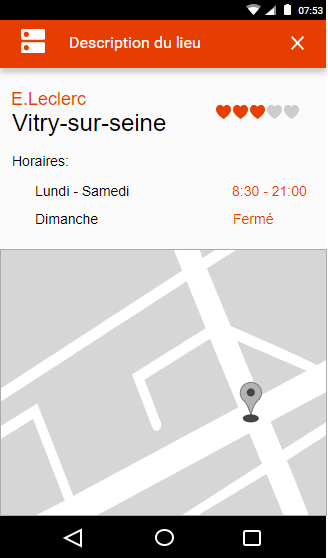 07:53
Description du lieu
E.Leclerc
Vitry-sur-seine
Horaires:
Lundi - Samedi 8:30 - 21:00
Dimanche Fermé